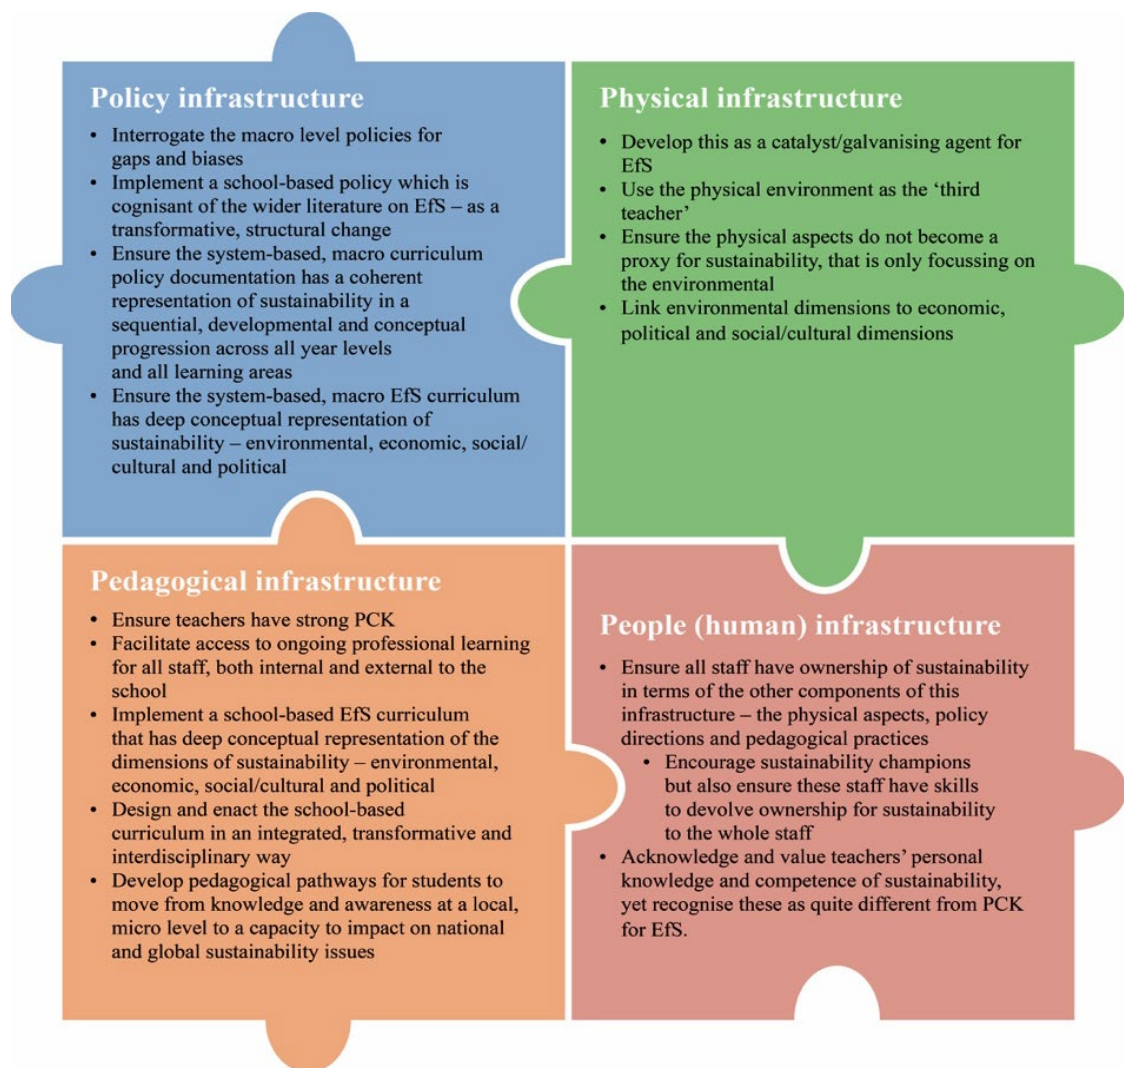 Policy infrastructure
• Interrogate the macro level policies for
gaps and biases
• Implement a school-based policy which is
cognisant of the wider literature on EfS – as a
transformative, structural change
• Ensure the system-based, macro curriculum
policy documentation has a coherent
representation of sustainability in a
sequential, developmental and conceptual
progression across all year levels
and all learning areas
• Ensure the system-based, macro EfS curriculum
has deep conceptual representation of
sustainability – environmental, economic, social/
cultural and political
Physical infrastructure
• Develop this as a catalyst/galvanising agent for
EfS
• Use the physical environment as the ‘third
teacher’
• Ensure the physical aspects do not become a
proxy for sustainability, that is only focussing on
the environmental
• Link environmental dimensions to economic,
political and social/cultural dimensions
Pedagogical infrastructure
• Ensure teachers have strong PCK
• Facilitate access to ongoing professional learning
for all staff, both internal and external to the
school
• Implement a school-based EfS curriculum
that has deep conceptual representation of the
dimensions of sustainability – environmental,
economic, social/cultural and political
• Design and enact the school-based
curriculum in an integrated, transformative and
interdisciplinary way
• Develop pedagogical pathways for students to
move from knowledge and awareness at a local,
micro level to a capacity to impact on national
and global sustainability issues
People (human) infrastructure
• Ensure all staff have ownership of sustainability
in terms of the other components of this
infrastructure – the physical aspects, policy
directions and pedagogical practices
• Encourage sustainability champions
but also ensure these staff have skills
to devolve ownership for sustainability
to the whole staff
• Acknowledge and value teachers’ personal
knowledge and competence of sustainability,
yet recognise these as quite different from PCK
for EfS.